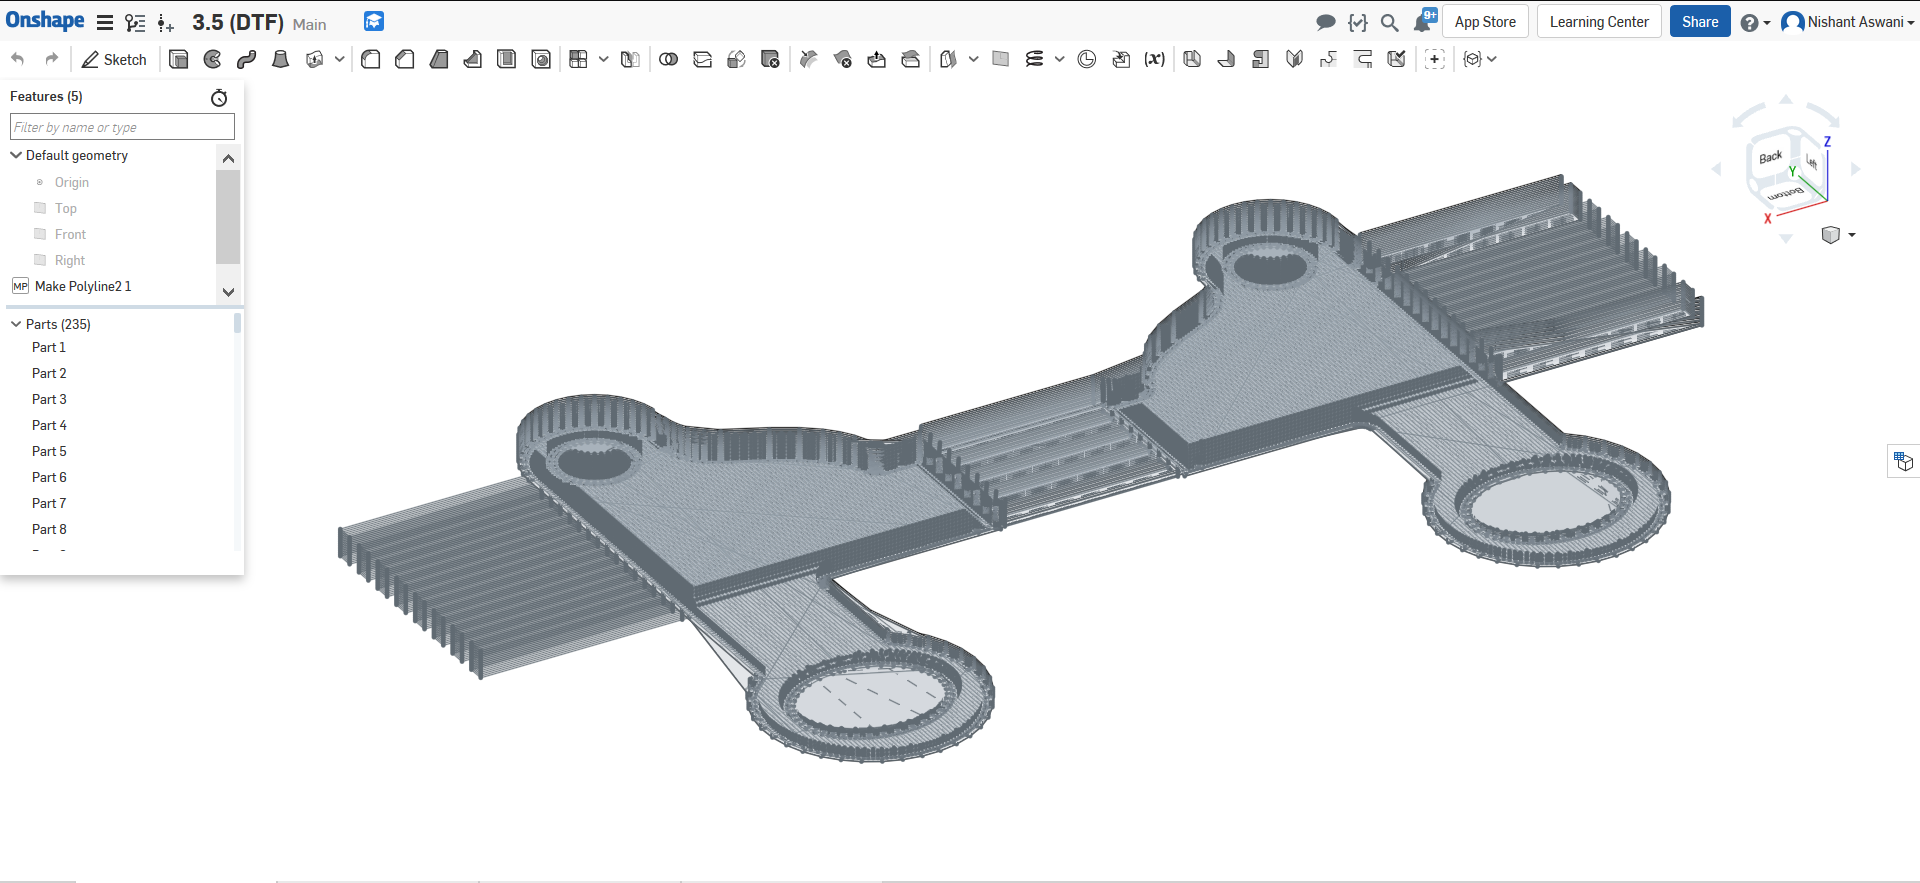 Onshape
3.5 (DTF) Main
9+
App Store
Learning Center
Share
Nishant Aswani
Sketch
(x)
Features (5)
Filter by name or type
Default geometry
Origin
Top
Front
Right
MP Make Polyline2 1
Parts (235)
Part 1
Part 2
Part 3
Part 4
Part 5
Part 6
Part 7
Part 8
Z
Back
Left
Y
Bottom
X